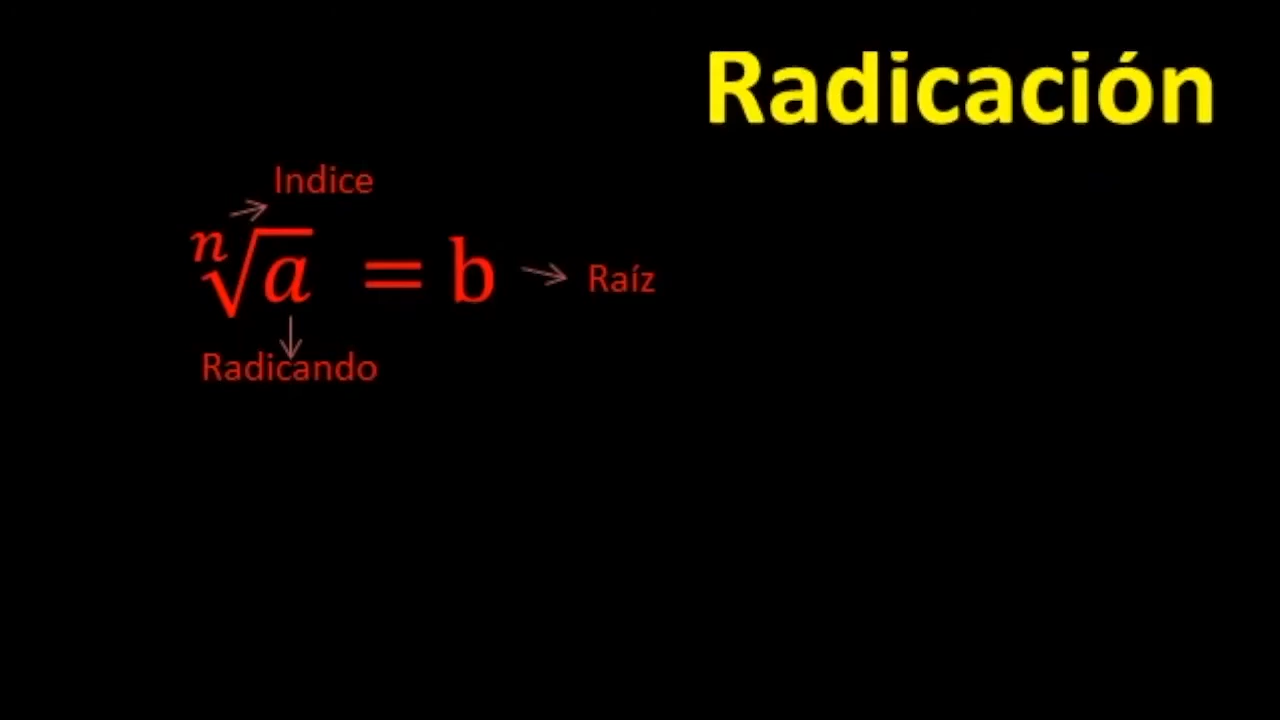 Radicación
Indice
ⁿ√a = b
Raíz
Radicando